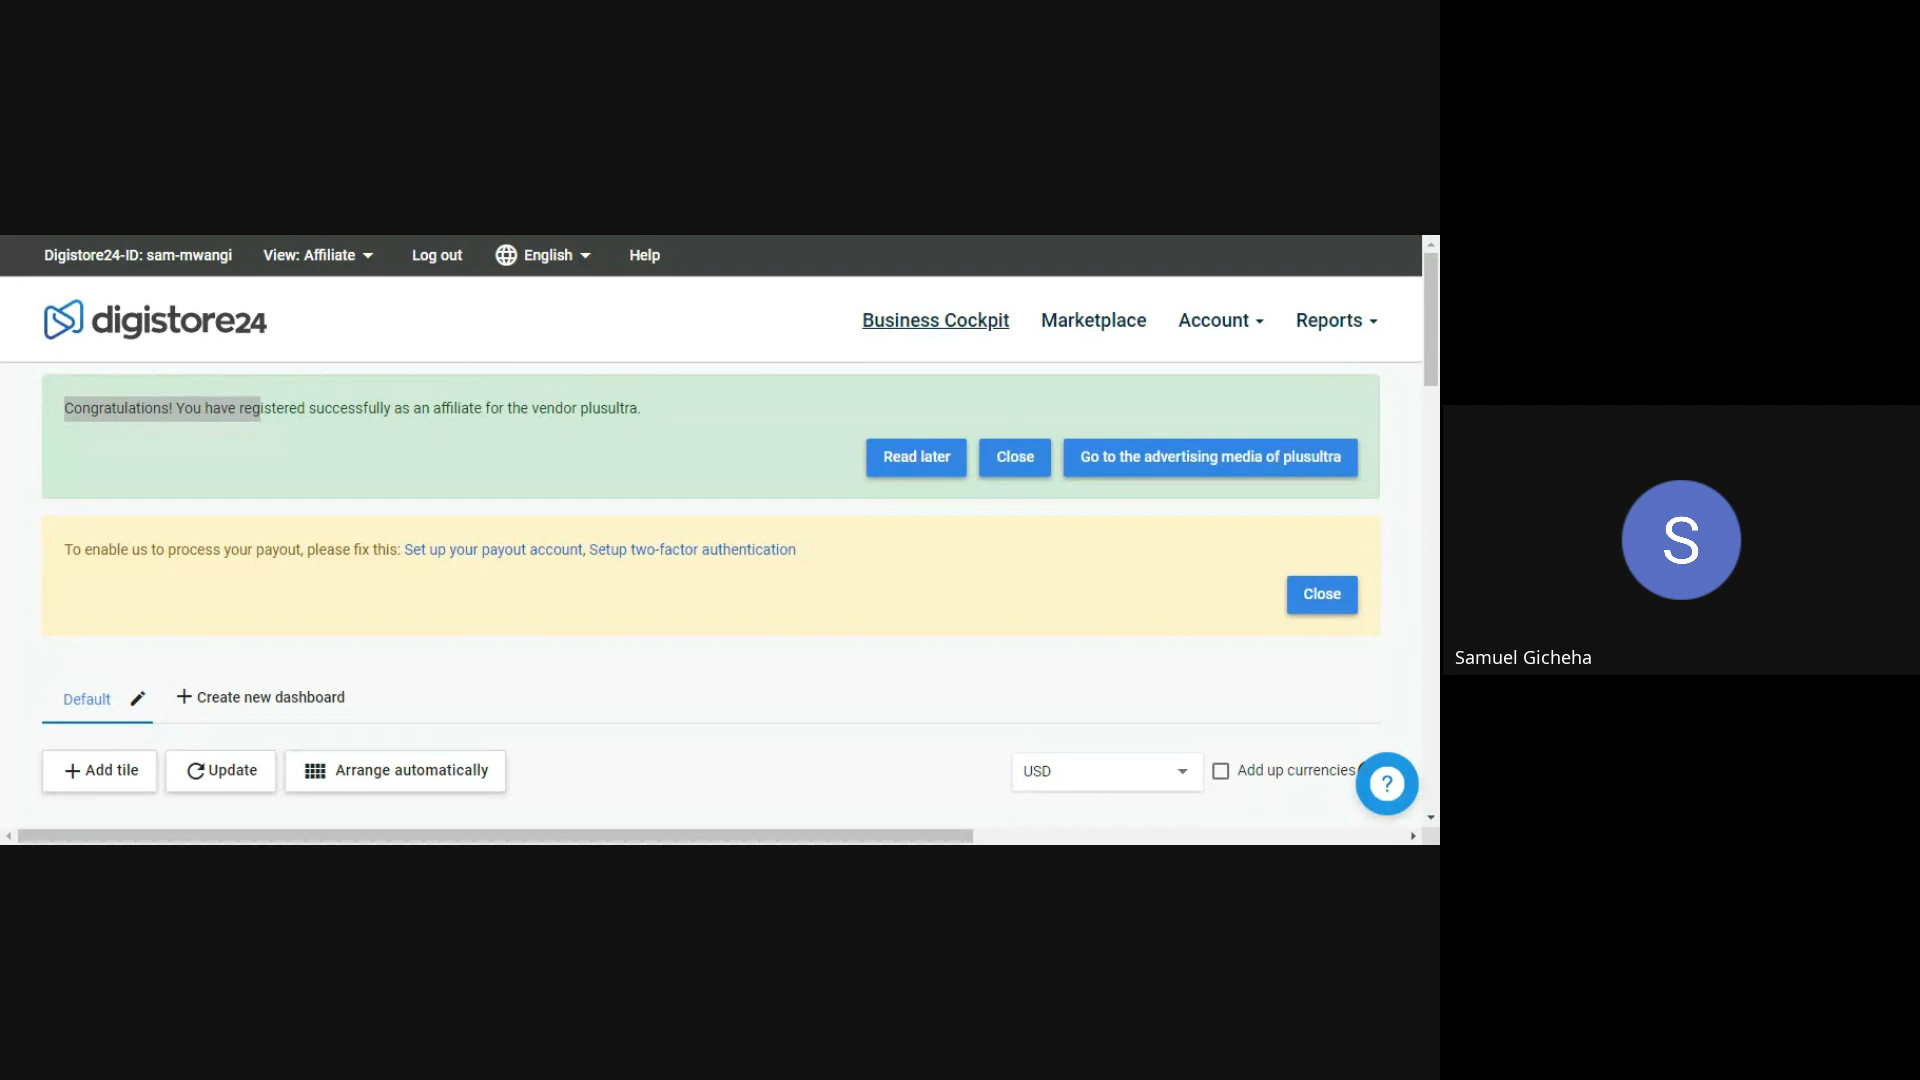 Digistore24-ID: sam-mwangi View: Affiliate Log out English Help
digistore24 Business Cockpit Marketplace Account Reports
Congratulations! You have registered successfully as an affiliate for the vendor plusultra.
Read later Close Go to the advertising media of plusultra
To enable us to process your payout, please fix this: Set up your payout account, Setup two-factor authentication
Close
S
Samuel Gicheha
Default + Create new dashboard
+ Add tile Update Arrange automatically USD Add up currencies ?